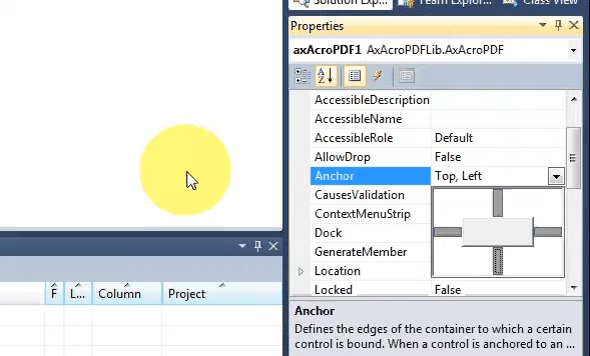 Solution Exp...
Team Explor...
Class View
Properties
axAcroPDF1 AxAcroPDFLib.AxAcroPDF
AccessibleDescription
AccessibleName
AccessibleRole Default
AllowDrop False
Anchor Top, Left
CausesValidation
ContextMenuStrip
Dock
GenerateMember
Location
Locked False
F L... Column Project
Anchor
Defines the edges of the container to which a certain
control is bound. When a control is anchored to an ...